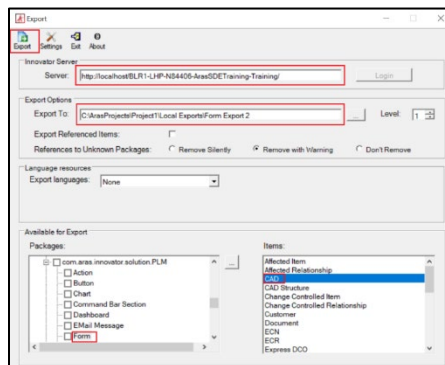 Export
Export Settings Exit About
Innovator Server
Server: http://localhost/BLR1-LHP-N84406-ArasSDETraining-Training/ Login
Export Options
Export To: C:\ArasProjects\Project1\Local Exports\Form Export 2 ... Level: 1
Export Referenced Items:
References to Unknown Packages: Remove Silently Remove with Warning Don't Remove
Language resources
Export languages: None
Available for Export
Packages: Items:
com.aras.innovator.solution.PLM
Action
Button
Chart
Command Bar Section
Dashboard
EMail Message
Form
...
Affected Item
Affected Relationship
CAD
CAD Structure
Change Controlled Item
Change Controlled Relationship
Customer
Document
ECN
ECR
Express DCO